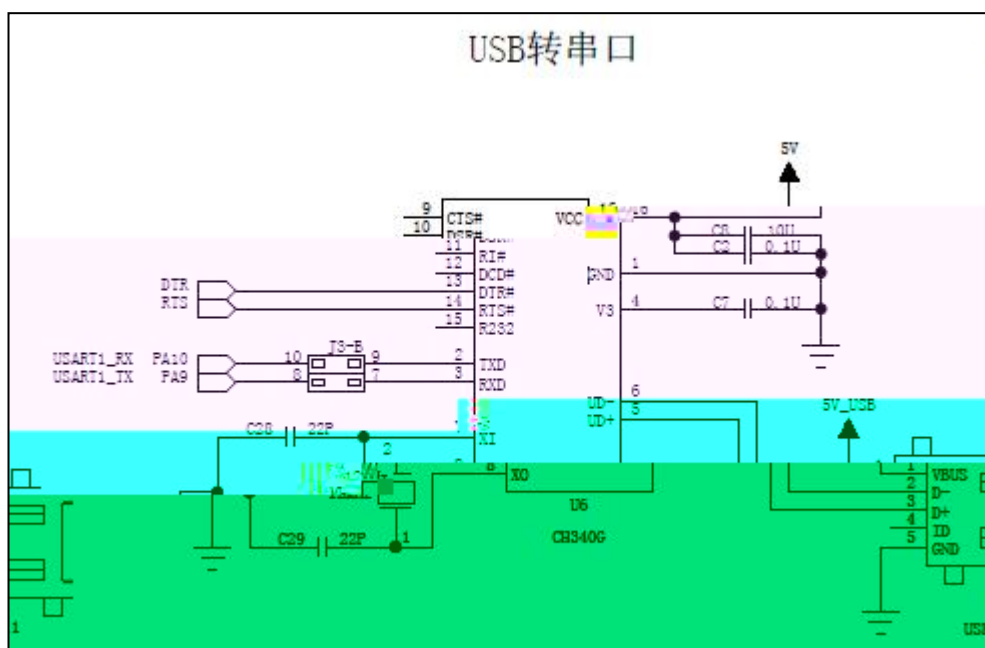 USB转串口
5V
9 CTS# VCC
10
C8 10U
11 C2 0.1U
RI#
12 GND 1
DCD#
DTR 13 DTR#
RTS 14 RTS# V3 4 C7 0.1U
15 R232
J3-B
USART1_RX PA10 10 9 2 TXD
USART1_TX PA9 8 7 3 RXD
UD- 6
UD+ 5 5V_USB
C28 22P
XI
2
XO 1 VBUS
2 D-
U6 3 D+
4 ID
C29 22P 1 CH340G 5 GND
1